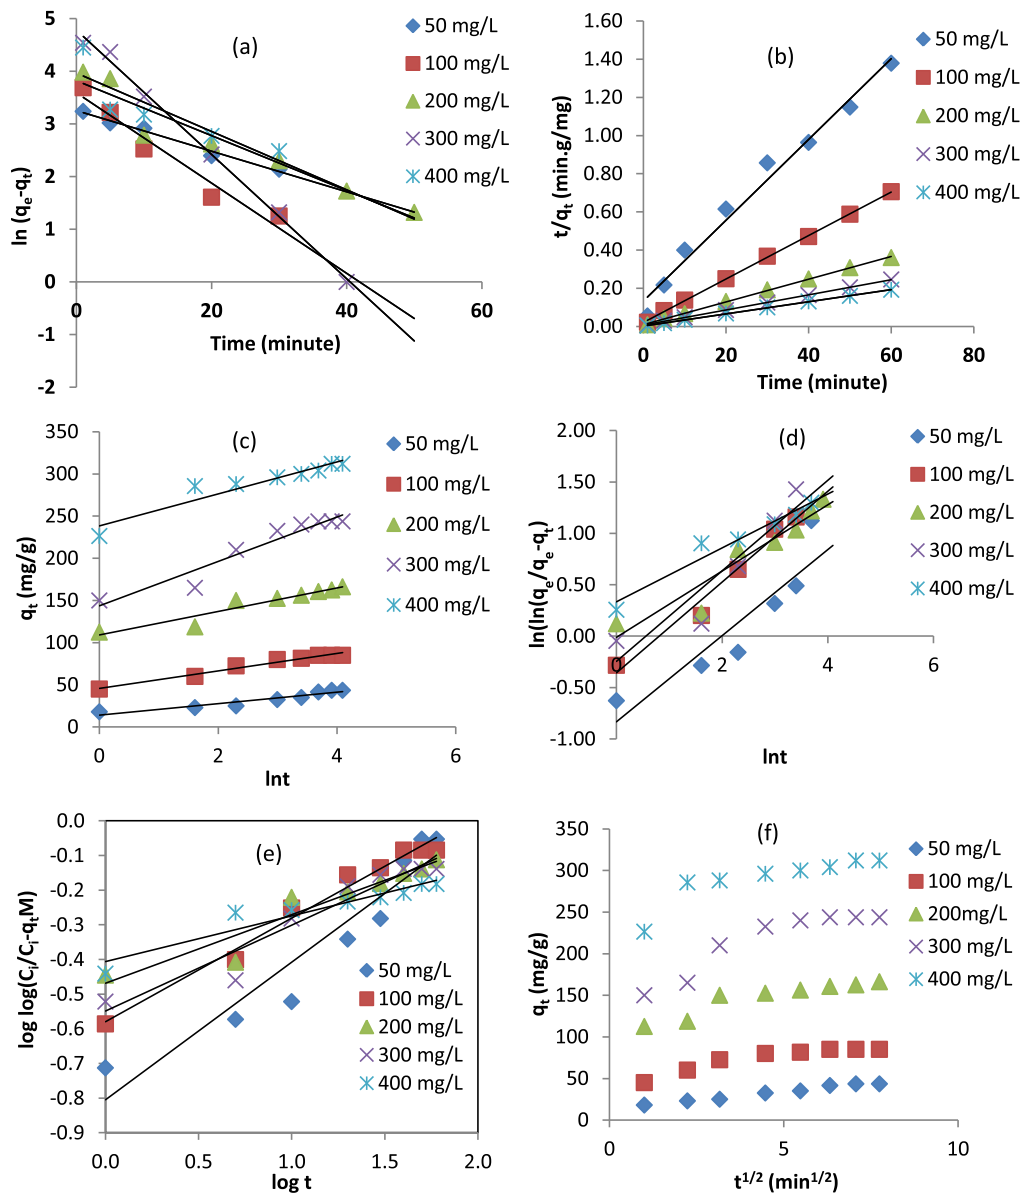 (a)
5
4
3
2
1
0
-1
-2
0
20
40
60
ln (qe-qt)
Time (minute)
50 mg/L
100 mg/L
200 mg/L
300 mg/L
400 mg/L
(b)
1.60
1.40
1.20
1.00
0.80
0.60
0.40
0.20
0.00
0
20
40
60
80
t/qt (min.g/mg)
Time (minute)
50 mg/L
100 mg/L
200 mg/L
300 mg/L
400 mg/L
(c)
350
300
250
200
150
100
50
0
0
2
4
6
qt (mg/g)
lnt
50 mg/L
100 mg/L
200 mg/L
300 mg/L
400 mg/L
(d)
2.00
1.50
1.00
0.50
0.00
-0.50
-1.00
0
2
4
6
ln(ln(qe/qe-qt)
lnt
50 mg/L
100 mg/L
200 mg/L
300 mg/L
400 mg/L
(e)
0.0
-0.1
-0.2
-0.3
-0.4
-0.5
-0.6
-0.7
-0.8
-0.9
0.0
0.5
1.0
1.5
2.0
log log(Ci/Ci-qtM)
log t
50 mg/L
100 mg/L
200 mg/L
300 mg/L
400 mg/L
(f)
350
300
250
200
150
100
50
0
0
5
10
qt (mg/g)
t1/2 (min1/2)
50 mg/L
100 mg/L
200mg/L
300 mg/L
400 mg/L